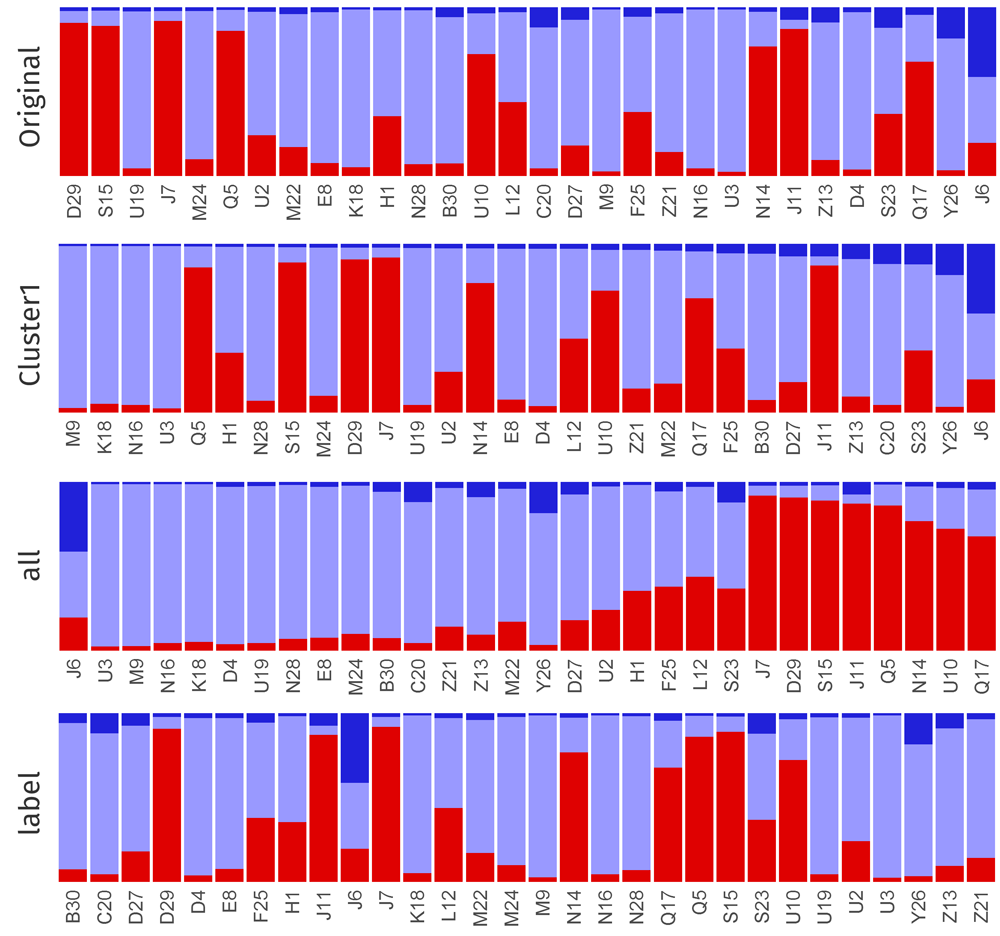 Original
D29 S15 U19 J7 M24 Q5 U2 M22 E8 K18 H1 N28 B30 U10 L12 C20 D27 M9 F25 Z21 N16 U3 N14 J11 Z13 D4 S23 Q17 Y26 J6
Cluster1
M9 K18 N16 U3 Q5 H1 N28 S15 M24 D29 J7 U19 U2 N14 E8 D4 L12 U10 Z21 M22 Q17 F25 B30 D27 J11 Z13 C20 S23 Y26 J6
all
J6 U3 M9 N16 K18 D4 U19 N28 E8 M24 B30 C20 Z21 Z13 M22 Y26 D27 U2 H1 F25 L12 S23 J7 D29 S15 J11 Q5 N14 U10 Q17
label
B30 C20 D27 D29 D4 E8 F25 H1 J11 J6 J7 K18 L12 M22 M24 M9 N14 N16 N28 Q17 Q5 S15 S23 U10 U19 U2 U3 Y26 Z13 Z21